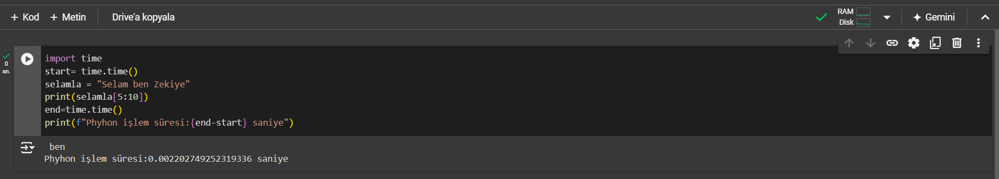 + Kod + Metin Drive'a kopyala RAM Disk Gemini
0 sn.
import time
start= time.time()
selamla = "Selam ben Zekiye"
print(selamla[5:10])
end=time.time()
print(f"Phyhon işlem süresi:{end-start} saniye")
ben
Phyhon işlem süresi:0.002202749252319336 saniye